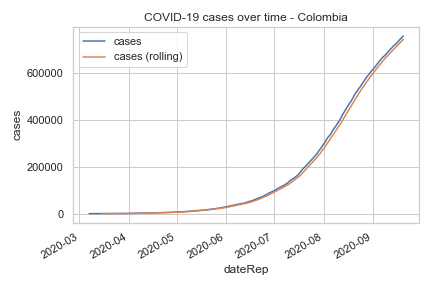 COVID-19 cases over time - Colombia
cases
cases (rolling)
cases
600000
400000
200000
0
2020-03
2020-04
2020-05
2020-06
2020-07
2020-08
2020-09
dateRep